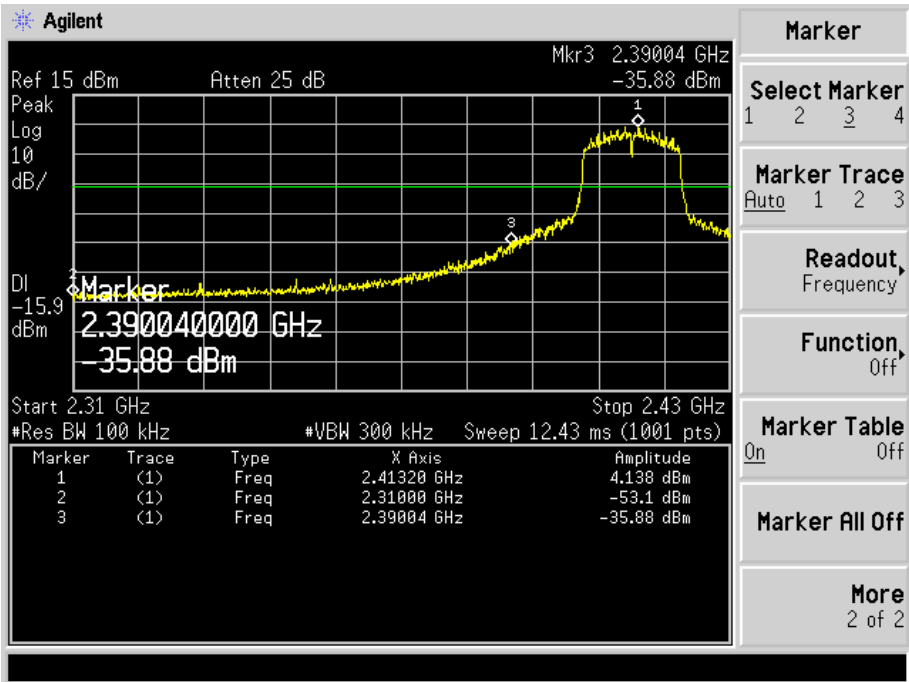 Agilent
Mkr3 2.39004 GHz
Ref 15 dBm Atten 25 dB -35.88 dBm
Peak
Log
10
dB/
1
3
2
DI
-15.9
dBm
Marker
2.390040000 GHz
-35.88 dBm
Start 2.31 GHz Stop 2.43 GHz
#Res BW 100 kHz #VBW 300 kHz Sweep 12.43 ms (1001 pts)
Marker Trace Type X Axis Amplitude
1 (1) Freq 2.41320 GHz 4.138 dBm
2 (1) Freq 2.31000 GHz -53.1 dBm
3 (1) Freq 2.39004 GHz -35.88 dBm
Marker
Select Marker
1 2 3 4
Marker Trace
Auto 1 2 3
Readout
Frequency
Function
Off
Marker Table
On Off
Marker All Off
More
2 of 2